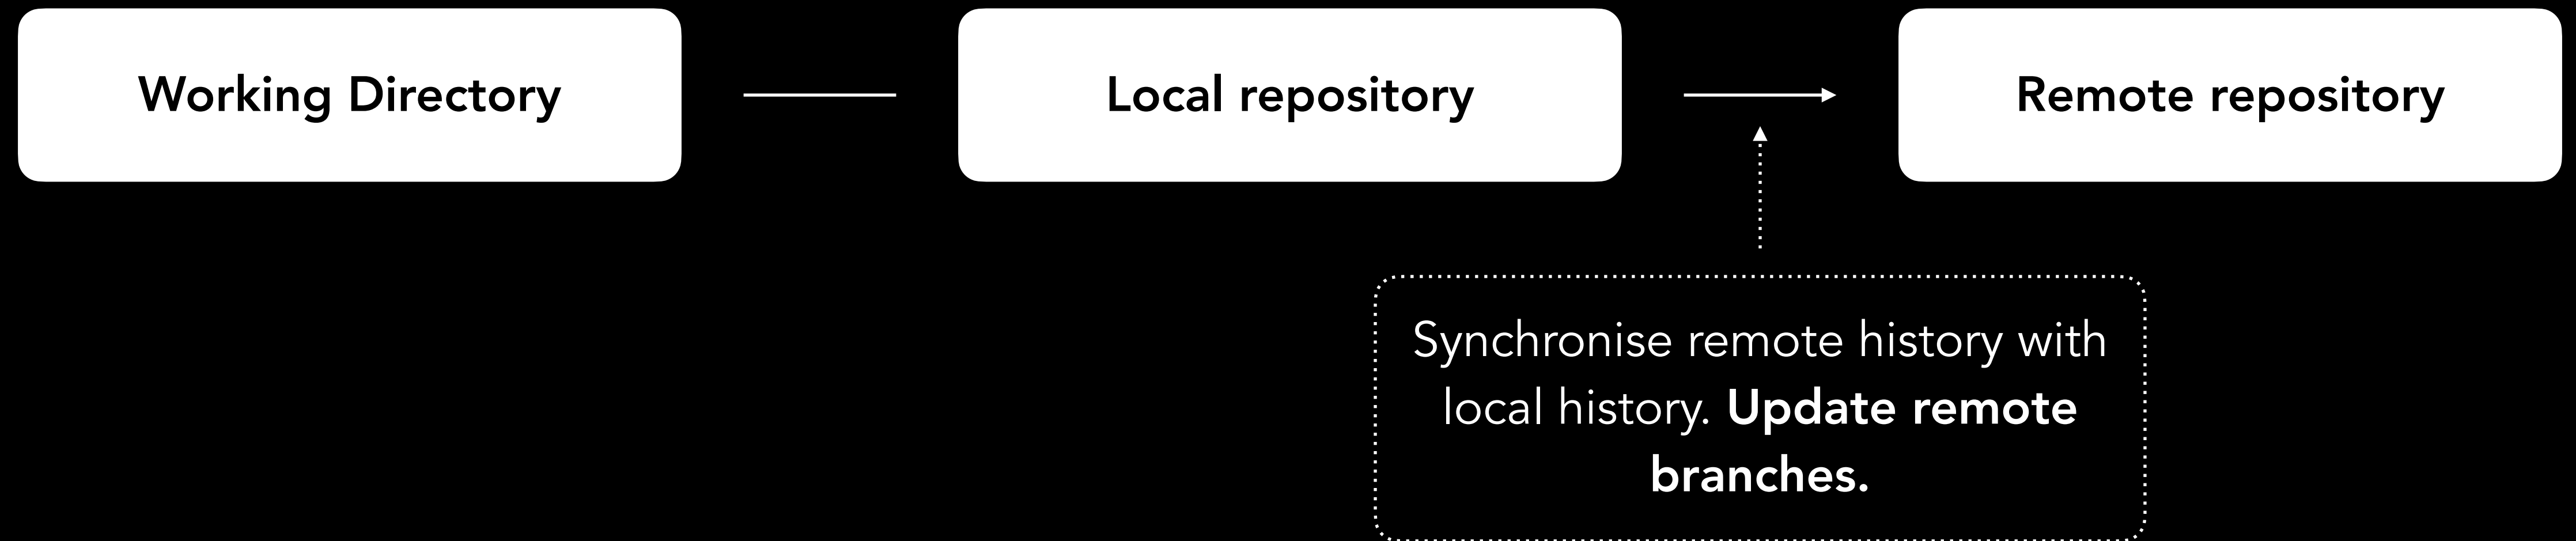 Working Directory
Local repository
Remote repository
Synchronise remote history with
local history. Update remote
branches.